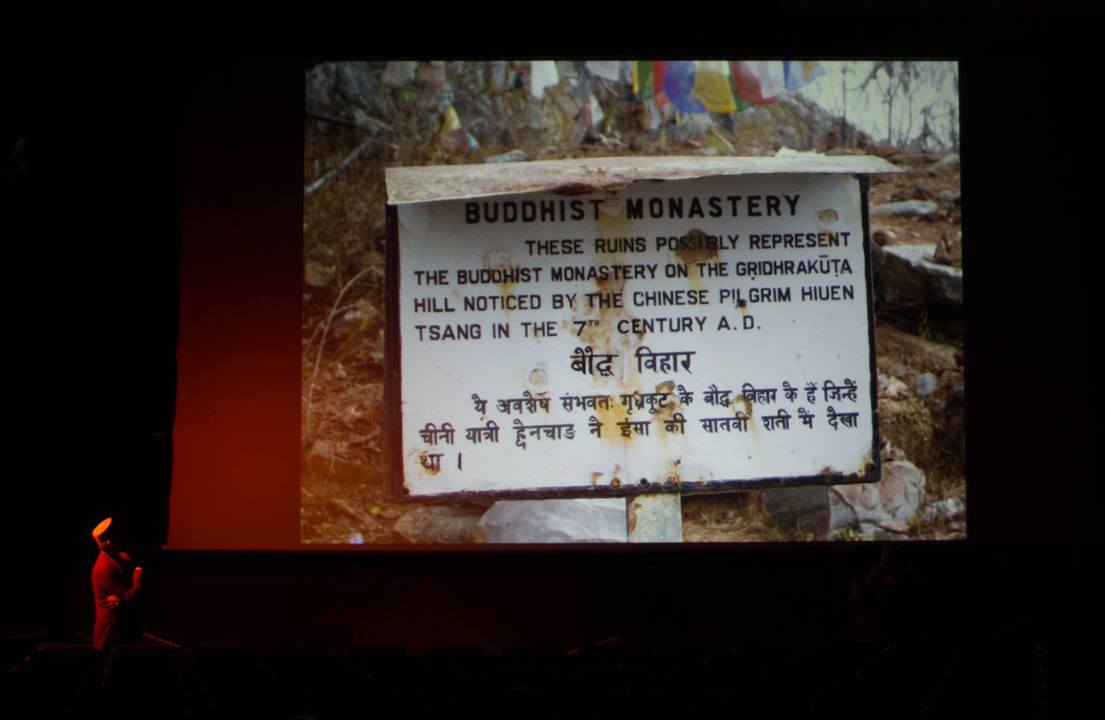 BUDDHIST MONASTERY
THESE RUINS POSSIBLY REPRESENT
THE BUDDHIST MONASTERY ON THE GṚIDHRAKŪṬA
HILL NOTICED BY THE CHINESE PILGRIM HIUEN
TSANG IN THE 7TH CENTURY A.D.
बौद्ध विहार
ये अवशेष संभवतः गृध्रकूट के बौद्ध विहार के हैं जिन्हें
चीनी यात्री ह्वेनचाड ने इंसा की सातवीं शती में देखा
था ।